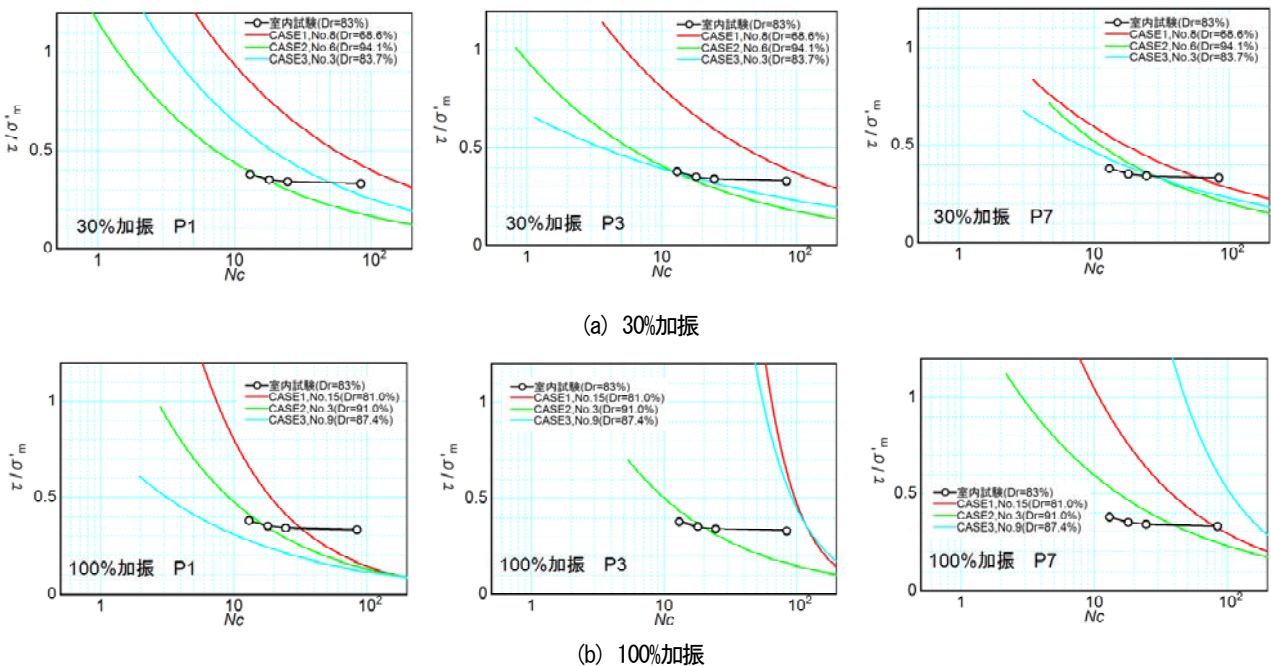 室内試験(Dr=83%)
CASE1,No.8(Dr=68.6%)
CASE2,No.6(Dr=94.1%)
CASE3,No.3(Dr=83.7%)
1
0.5
0
τ/σ'm
30%加振 P1
1
10
10²
Nc
室内試験(Dr=83%)
CASE1,No.8(Dr=68.6%)
CASE2,No.6(Dr=94.1%)
CASE3,No.3(Dr=83.7%)
1
0.5
0
τ/σ'm
30%加振 P3
1
10
10²
Nc
室内試験(Dr=83%)
CASE1,No.8(Dr=68.6%)
CASE2,No.6(Dr=94.1%)
CASE3,No.3(Dr=83.7%)
1
0.5
0
τ/σ'm
30%加振 P7
1
10
10²
Nc
(a) 30%加振
室内試験(Dr=83%)
CASE1,No.15(Dr=81.0%)
CASE2,No.3(Dr=91.0%)
CASE3,No.9(Dr=87.4%)
1
0.5
0
τ/σ'm
100%加振 P1
1
10
10²
Nc
室内試験(Dr=83%)
CASE1,No.15(Dr=81.0%)
CASE2,No.3(Dr=91.0%)
CASE3,No.9(Dr=87.4%)
1
0.5
0
τ/σ'm
100%加振 P3
1
10
10²
Nc
1
0.5
0
τ/σ'm
室内試験(Dr=83%)
CASE1,No.15(Dr=81.0%)
CASE2,No.3(Dr=91.0%)
CASE3,No.9(Dr=87.4%)
100%加振 P7
1
10
10²
Nc
(b) 100%加振